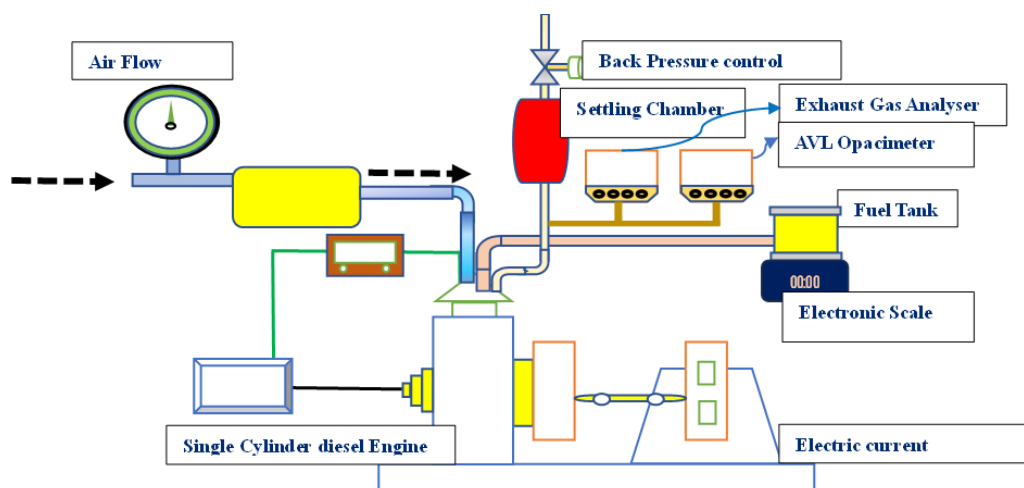 Air Flow
Back Pressure control
Settling Chamber
Exhaust Gas Analyser
AVL Opacimeter
Fuel Tank
00:00
Electronic Scale
Single Cylinder diesel Engine
Electric current